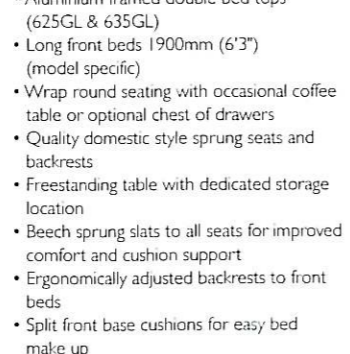 Aluminium framed double bed tops
(625GL & 635GL)
• Long front beds 1900mm (6'3")
(model specific)
• Wrap round seating with occasional coffee
table or optional chest of drawers
• Quality domestic style sprung seats and
backrests
• Freestanding table with dedicated storage
location
• Beech sprung slats to all seats for improved
comfort and cushion support
• Ergonomically adjusted backrests to front
beds
• Split front base cushions for easy bed
make up